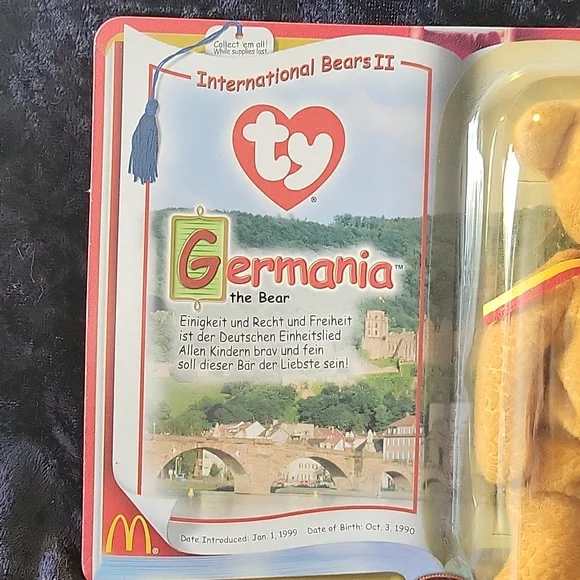 Collect 'em all!
While supplies last.
International Bears II
ty®
Germania™
the Bear
Einigkeit und Recht und Freiheit
ist der Deutschen Einheitslied
Allen Kindern brav und fein
soll dieser Bär der Liebste sein!
Date Introduced: Jan. 1, 1999 Date of Birth: Oct. 3, 1990
M®